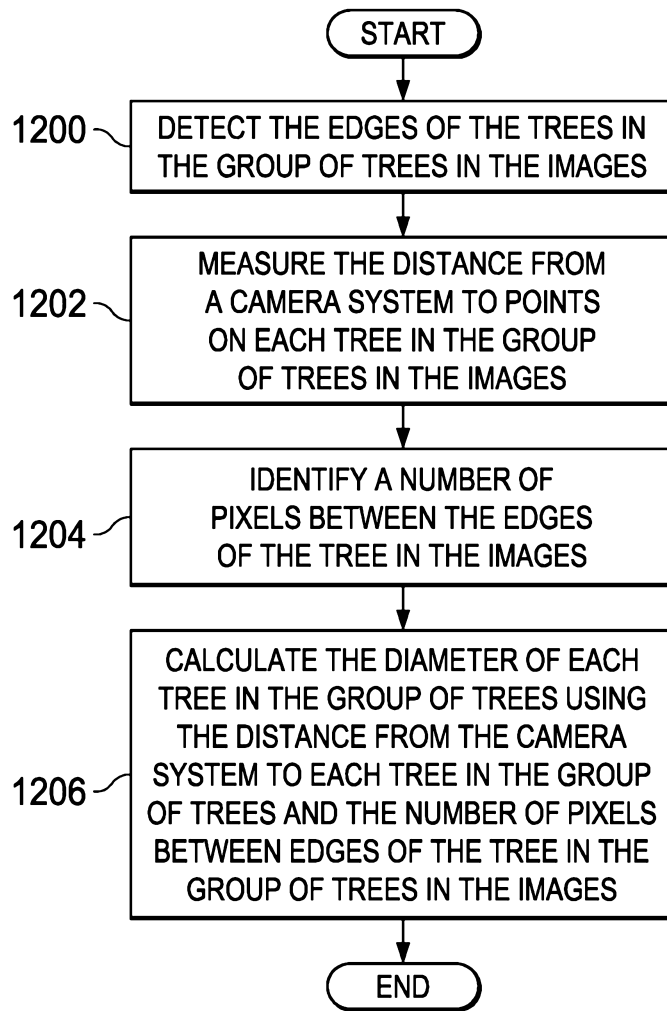 START
1200
DETECT THE EDGES OF THE TREES IN
THE GROUP OF TREES IN THE IMAGES
1202
MEASURE THE DISTANCE FROM
A CAMERA SYSTEM TO POINTS
ON EACH TREE IN THE GROUP
OF TREES IN THE IMAGES
1204
IDENTIFY A NUMBER OF
PIXELS BETWEEN THE EDGES
OF THE TREE IN THE IMAGES
1206
CALCULATE THE DIAMETER OF EACH
TREE IN THE GROUP OF TREES USING
THE DISTANCE FROM THE CAMERA
SYSTEM TO EACH TREE IN THE GROUP
OF TREES AND THE NUMBER OF PIXELS
BETWEEN EDGES OF THE TREE IN THE
GROUP OF TREES IN THE IMAGES
END